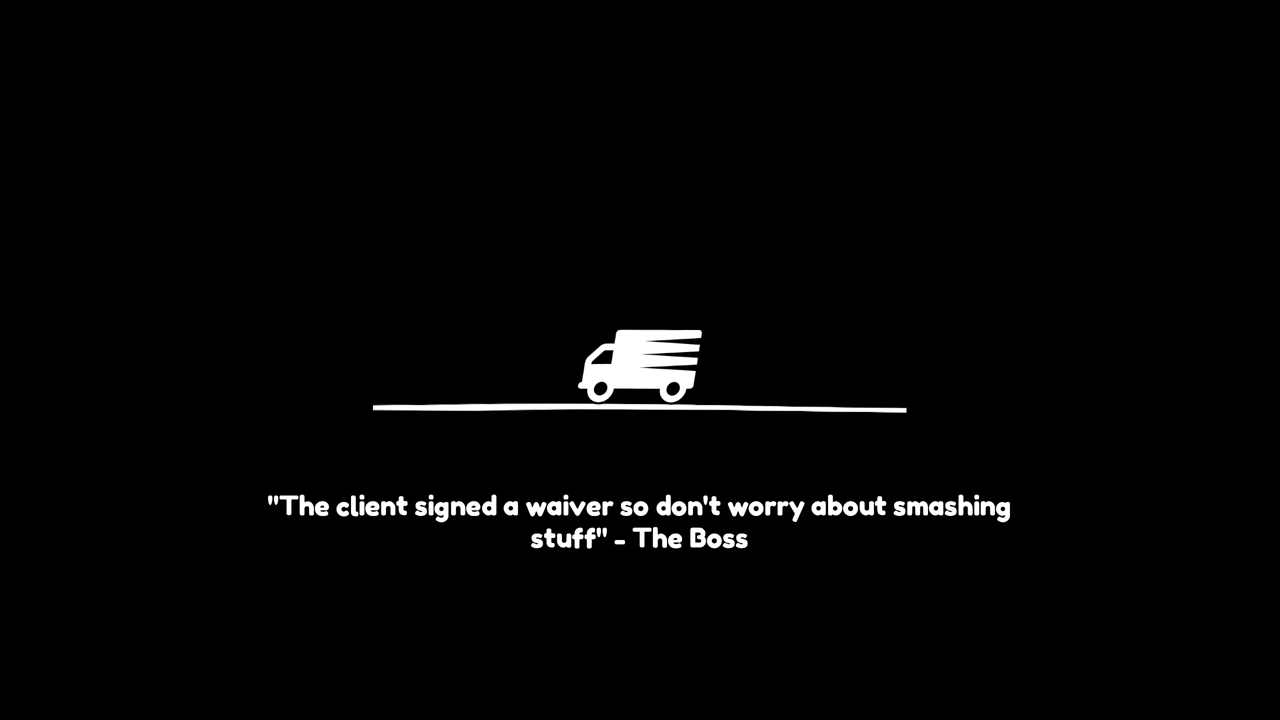 "The client signed a waiver so don't worry about smashing
stuff" - The Boss